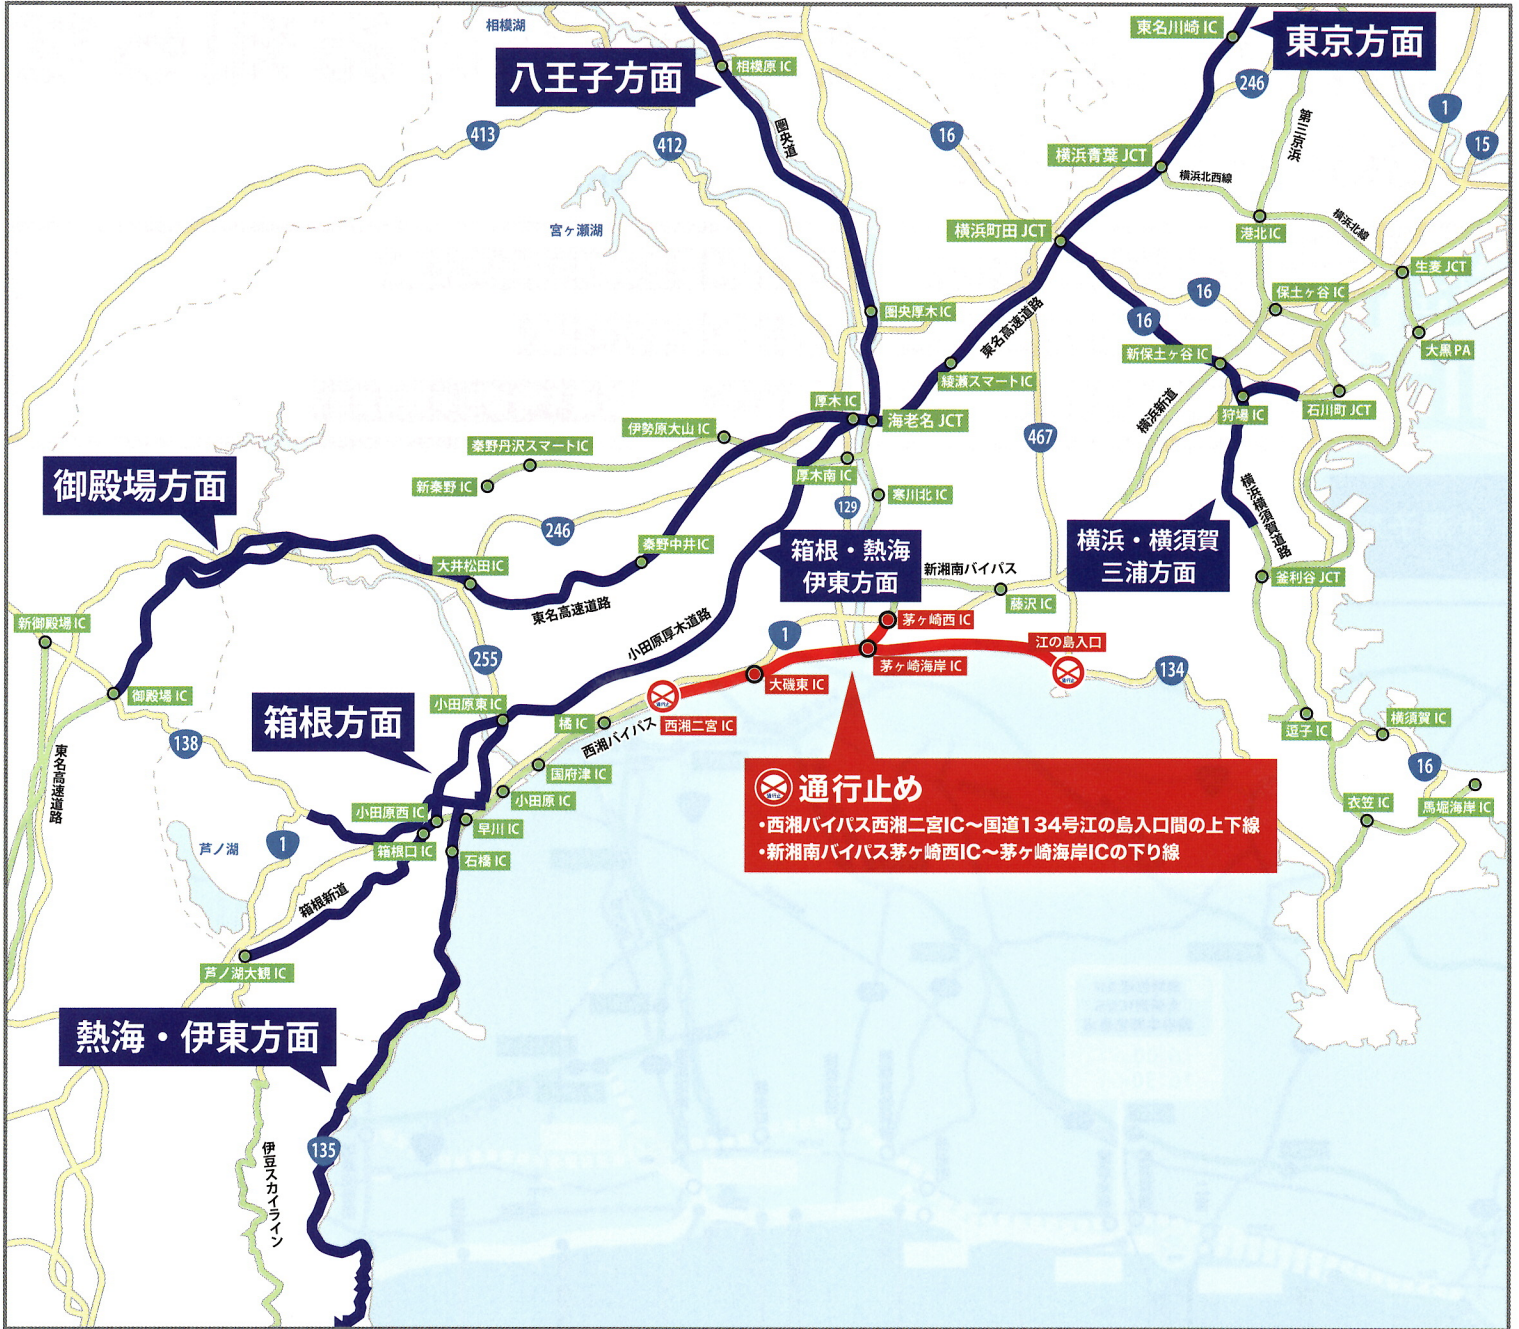 相模湖
東名川崎 IC
東京方面
八王子方面
相模原 IC
246
1
413
412
圏央道
16
第三京浜
15
横浜青葉 JCT
横浜北西線
宮ヶ瀬湖
横浜町田 JCT
港北 IC
横浜北線
生麦 JCT
16
保土ヶ谷 IC
圏央厚木 IC
16
東名高速道路
新保土ヶ谷 IC
大黒 PA
綾瀬スマート IC
横浜新道
狩場 IC
石川町 JCT
厚木 IC
海老名 JCT
伊勢原大山 IC
467
秦野丹沢スマート IC
御殿場方面
新秦野 IC
厚木南 IC
寒川北 IC
129
横浜横須賀道路
246
秦野中井 IC
箱根・熱海
伊東方面
横浜・横須賀
三浦方面
大井松田 IC
新湘南バイパス
藤沢 IC
釜利谷 JCT
東名高速道路
新御殿場 IC
小田原厚木道路
1
茅ヶ崎西 IC
江の島入口
255
茅ヶ崎海岸 IC
134
御殿場 IC
大磯東 IC
箱根方面
小田原東 IC
橘 IC
西湘バイパス
西湘二宮 IC
逗子 IC
横須賀 IC
138
東名高速道路
国府津 IC
16
通行止め
・西湘バイパス西湘二宮IC～国道134号江の島入口間の上下線
・新湘南バイパス茅ヶ崎西IC～茅ヶ崎海岸ICの下り線
小田原 IC
小田原西 IC
早川 IC
衣笠 IC
馬堀海岸 IC
芦ノ湖
1
箱根口 IC
石橋 IC
箱根新道
芦ノ湖大観 IC
熱海・伊東方面
135
伊豆スカイライン